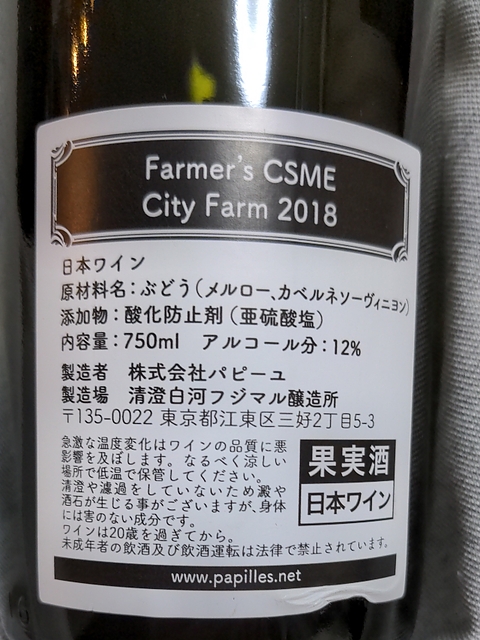 Farmer's CSME
City Farm 2018
日本ワイン
原材料名：ぶどう（メルロー、カベルネソーヴィニヨン）
添加物：酸化防止剤（亜硫酸塩）
内容量：750ml　アルコール分：12%
製造者　株式会社パピーユ
製造場　清澄白河フジマル醸造所
〒135-0022 東京都江東区三好2丁目5-3
急激な温度変化はワインの品質に悪
影響を及ぼします。なるべく涼しい
場所で低温で保管してください。
清澄や濾過をしていないため澱や
酒石が生じる事がございますが、身体
には害のない成分です。
ワインは20歳を過ぎてから。
未成年者の飲酒及び飲酒運転は法律で禁止されています。
果実酒
日本ワイン
www.papilles.net